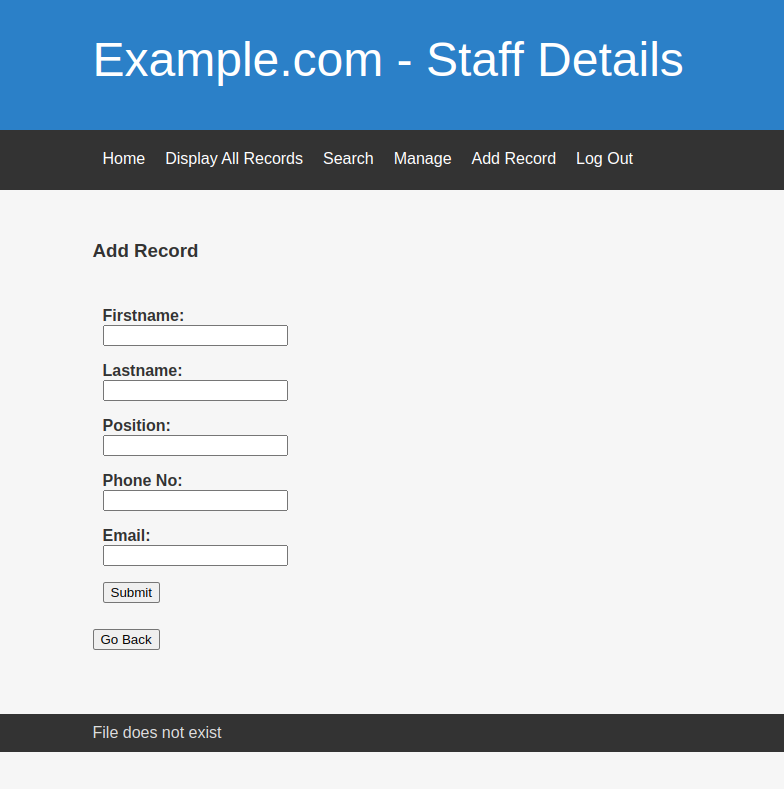 Example.com - Staff Details
Home Display All Records Search Manage Add Record Log Out
Add Record
Firstname:
Lastname:
Position:
Phone No:
Email:
Submit
Go Back
File does not exist